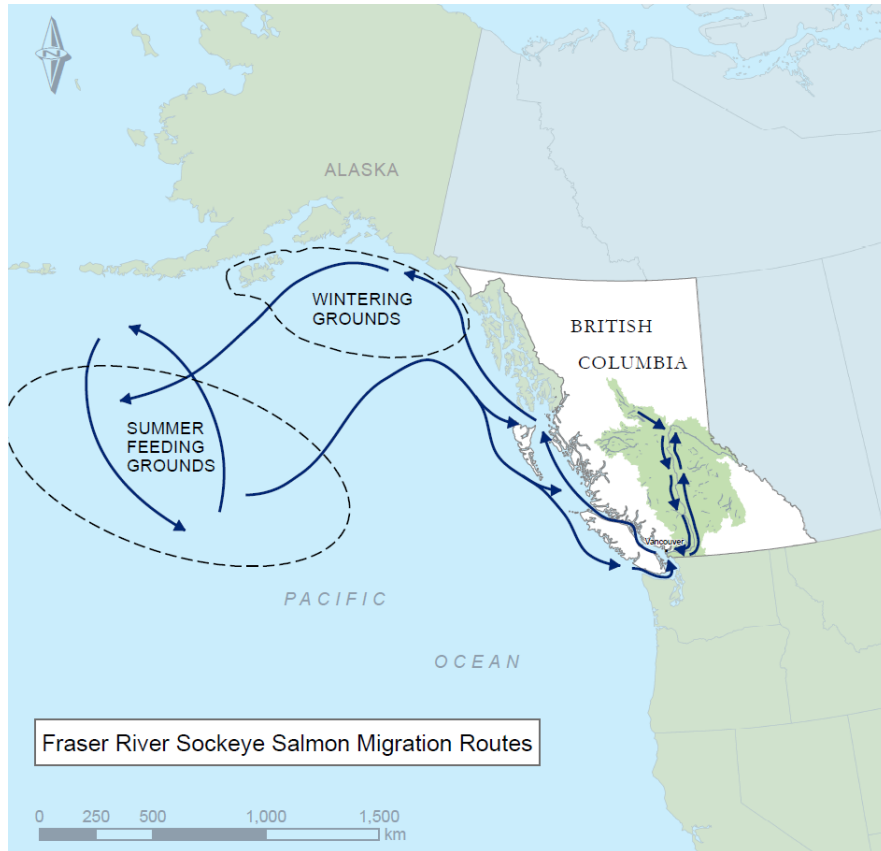 N
ALASKA
WINTERING
GROUNDS
BRITISH
COLUMBIA
SUMMER
FEEDING
GROUNDS
Vancouver
PACIFIC
OCEAN
Fraser River Sockeye Salmon Migration Routes
0 250 500 1,000 1,500
km